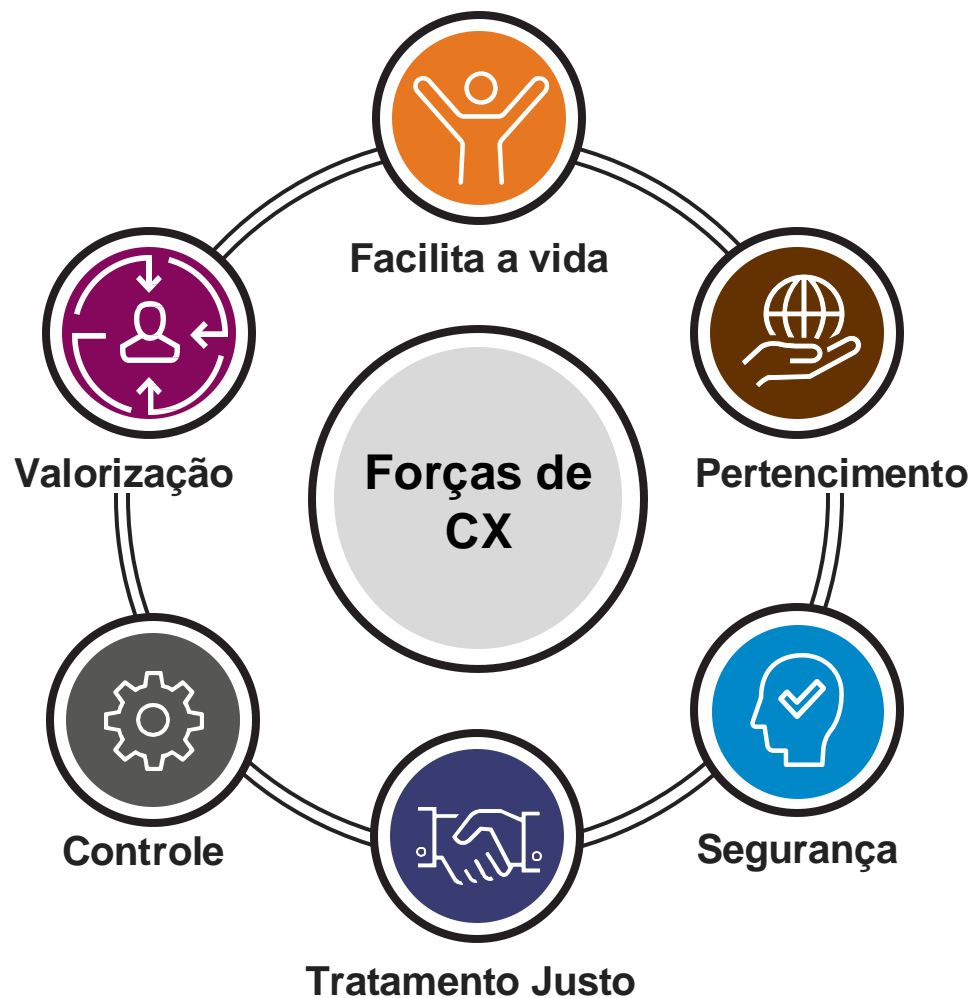 Facilita a vida
Valorização
Pertencimento
Forças de
CX
Controle
Segurança
Tratamento Justo